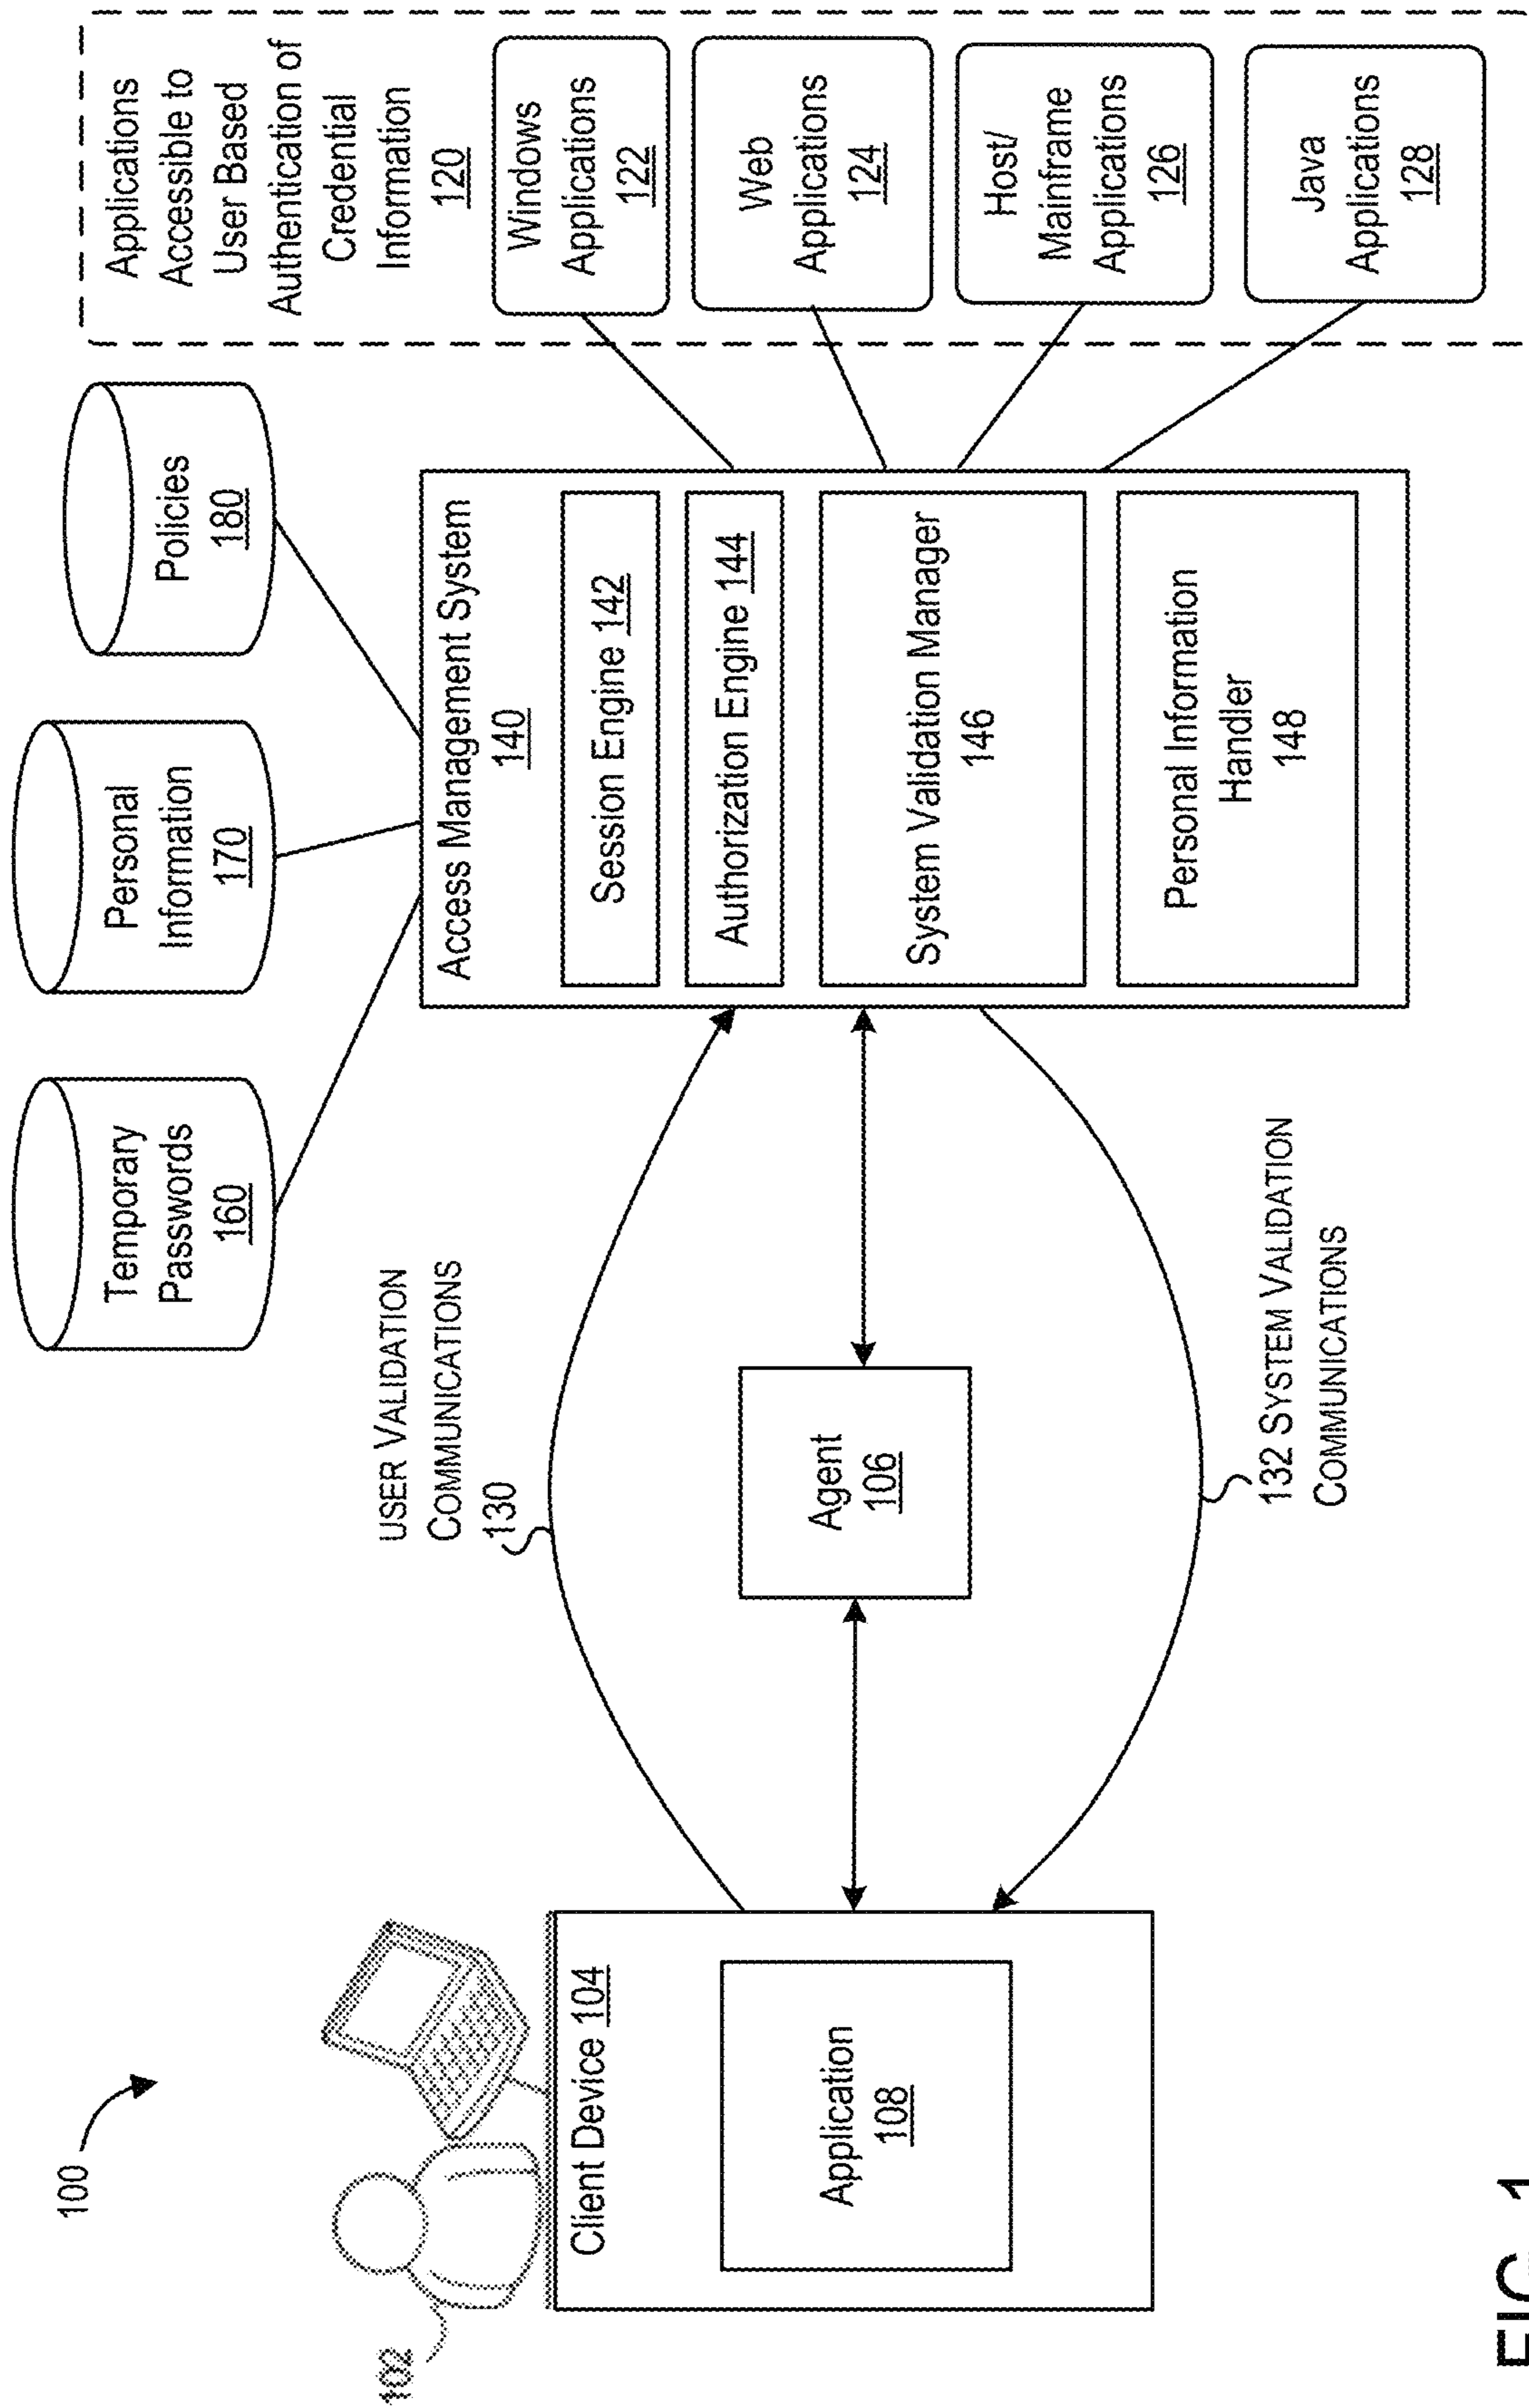 100
102
Client Device 104
Application
108
USER VALIDATION
COMMUNICATIONS
130
Agent
106
132 SYSTEM VALIDATION
COMMUNICATIONS
Temporary
Passwords
160
Personal
Information
170
Policies
180
Access Management System
140
Session Engine 142
Authorization Engine 144
System Validation Manager
146
Personal Information
Handler
148
Applications
Accessible to
User Based
Authentication of
Credential
Information
120
Windows
Applications
122
Web
Applications
124
Host/
Mainframe
Applications
126
Java
Applications
128
FIG. 1